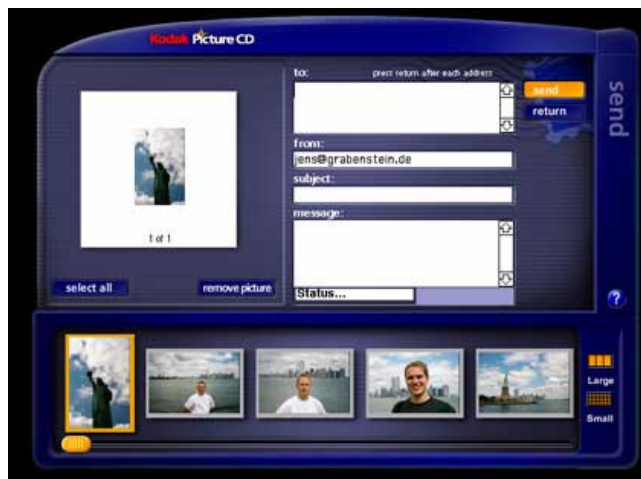 Kodak Picture CD
to:
press return after each address
send
return
send
from:
jens@grabenstein.de
subject:
message:
1 of 1
select all
remove picture
Status...
?
Large
Small